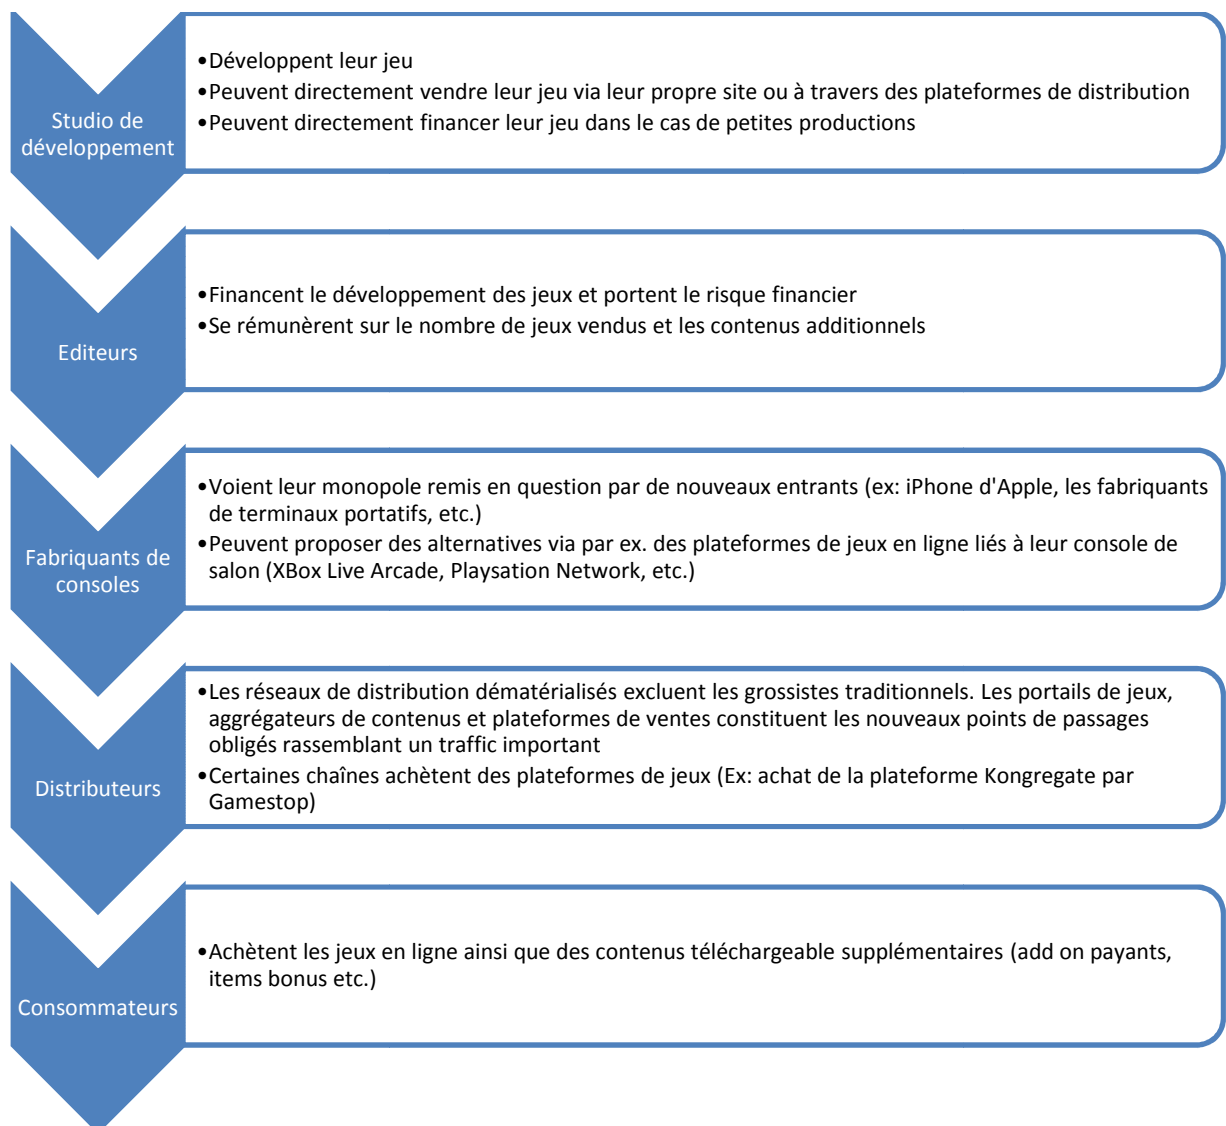 Studio de
développement
•Développent leur jeu
•Peuvent directement vendre leur jeu via leur propre site ou à travers des plateformes de distribution
•Peuvent directement financer leur jeu dans le cas de petites productions
Editeurs
•Financent le développement des jeux et portent le risque financier
•Se rémunèrent sur le nombre de jeux vendus et les contenus additionnels
Fabriquants de
consoles
•Voient leur monopole remis en question par de nouveaux entrants (ex: iPhone d'Apple, les fabriquants
de terminaux portatifs, etc.)
•Peuvent proposer des alternatives via par ex. des plateformes de jeux en ligne liés à leur console de
salon (XBox Live Arcade, Playsation Network, etc.)
Distributeurs
•Les réseaux de distribution dématérialisés excluent les grossistes traditionnels. Les portails de jeux,
aggrégateurs de contenus et plateformes de ventes constituent les nouveaux points de passages
obligés rassemblant un traffic important
•Certaines chaînes achètent des plateformes de jeux (Ex: achat de la plateforme Kongregate par
Gamestop)
Consommateurs
•Achètent les jeux en ligne ainsi que des contenus téléchargeable supplémentaires (add on payants,
items bonus etc.)